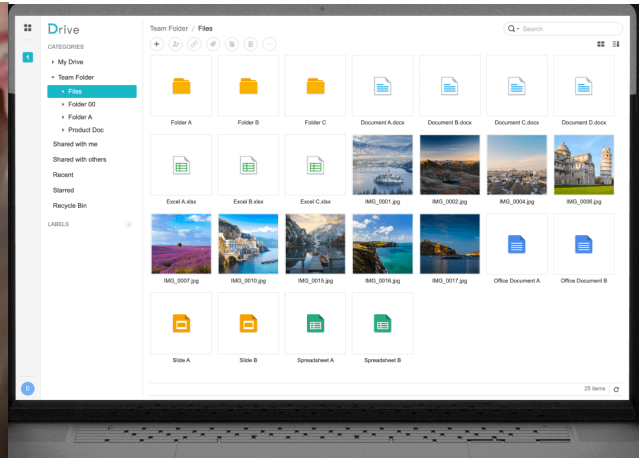 Drive
Team Folder / Files
Search
CATEGORIES
My Drive
Team Folder
Files
Folder 00
Folder A
Product Doc
Shared with me
Shared with others
Recent
Starred
Recycle Bin
LABELS
1
Folder A
Folder B
Folder C
Document A.docx
Document B.docx
Document C.docx
Document D.docx
Excel A.xlsx
Excel B.xlsx
Excel C.xlsx
IMG_0001.jpg
IMG_0002.jpg
IMG_0004.jpg
IMG_0006.jpg
IMG_0007.jpg
IMG_0010.jpg
IMG_0015.jpg
IMG_0016.jpg
IMG_0017.jpg
Office Document A
Office Document B
Slide A
Slide B
Spreadsheet A
Spreadsheet B
25 items
D